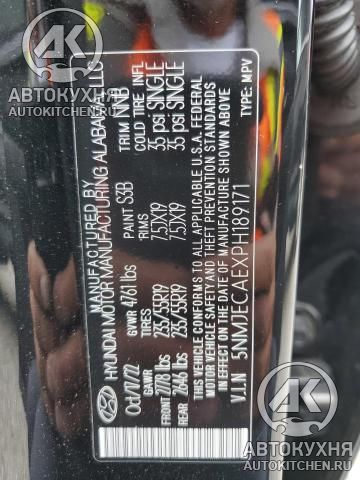 АВТОКУХНЯ
AVTOKUHNYA.RU
MANUFACTURED BY
HYUNDAI MOTOR MANUFACTURING ALABAMA, LLC
Oct/17/22 GVWR 4761 lbs PAINT S3B TRIM NNB
GAWR TIRES RIMS COLD TIRE INFL
FRONT 2778 lbs 235/55R19 7.5JX19 35 psi SINGLE
REAR 2646 lbs 235/55R19 7.5JX19 35 psi SINGLE
THIS VEHICLE CONFORMS TO ALL APPLICABLE U.S.A. FEDERAL
MOTOR VEHICLE SAFETY AND THEFT PREVENTION STANDARDS
IN EFFECT ON THE DATE OF MANUFACTURE SHOWN ABOVE.
V.I.N 5NMJECAEXPH189171 TYPE: MPV
АВТОКУХНЯ
AVTOKUHNYA.RU